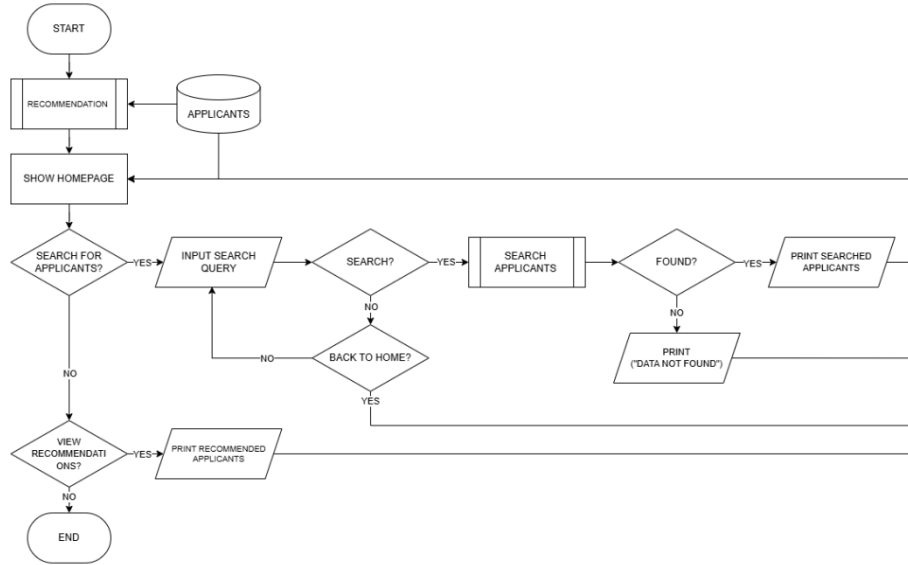 START
RECOMMENDATION
APPLICANTS
SHOW HOMEPAGE
SEARCH FOR
APPLICANTS?
YES
INPUT SEARCH
QUERY
SEARCH?
YES
SEARCH
APPLICANTS
FOUND?
YES
PRINT SEARCHED
APPLICANTS
NO
NO
BACK TO HOME?
NO
PRINT
("DATA NOT FOUND")
NO
YES
VIEW
RECOMMENDATI
ONS?
YES
PRINT RECOMMENDED
APPLICANTS
NO
END